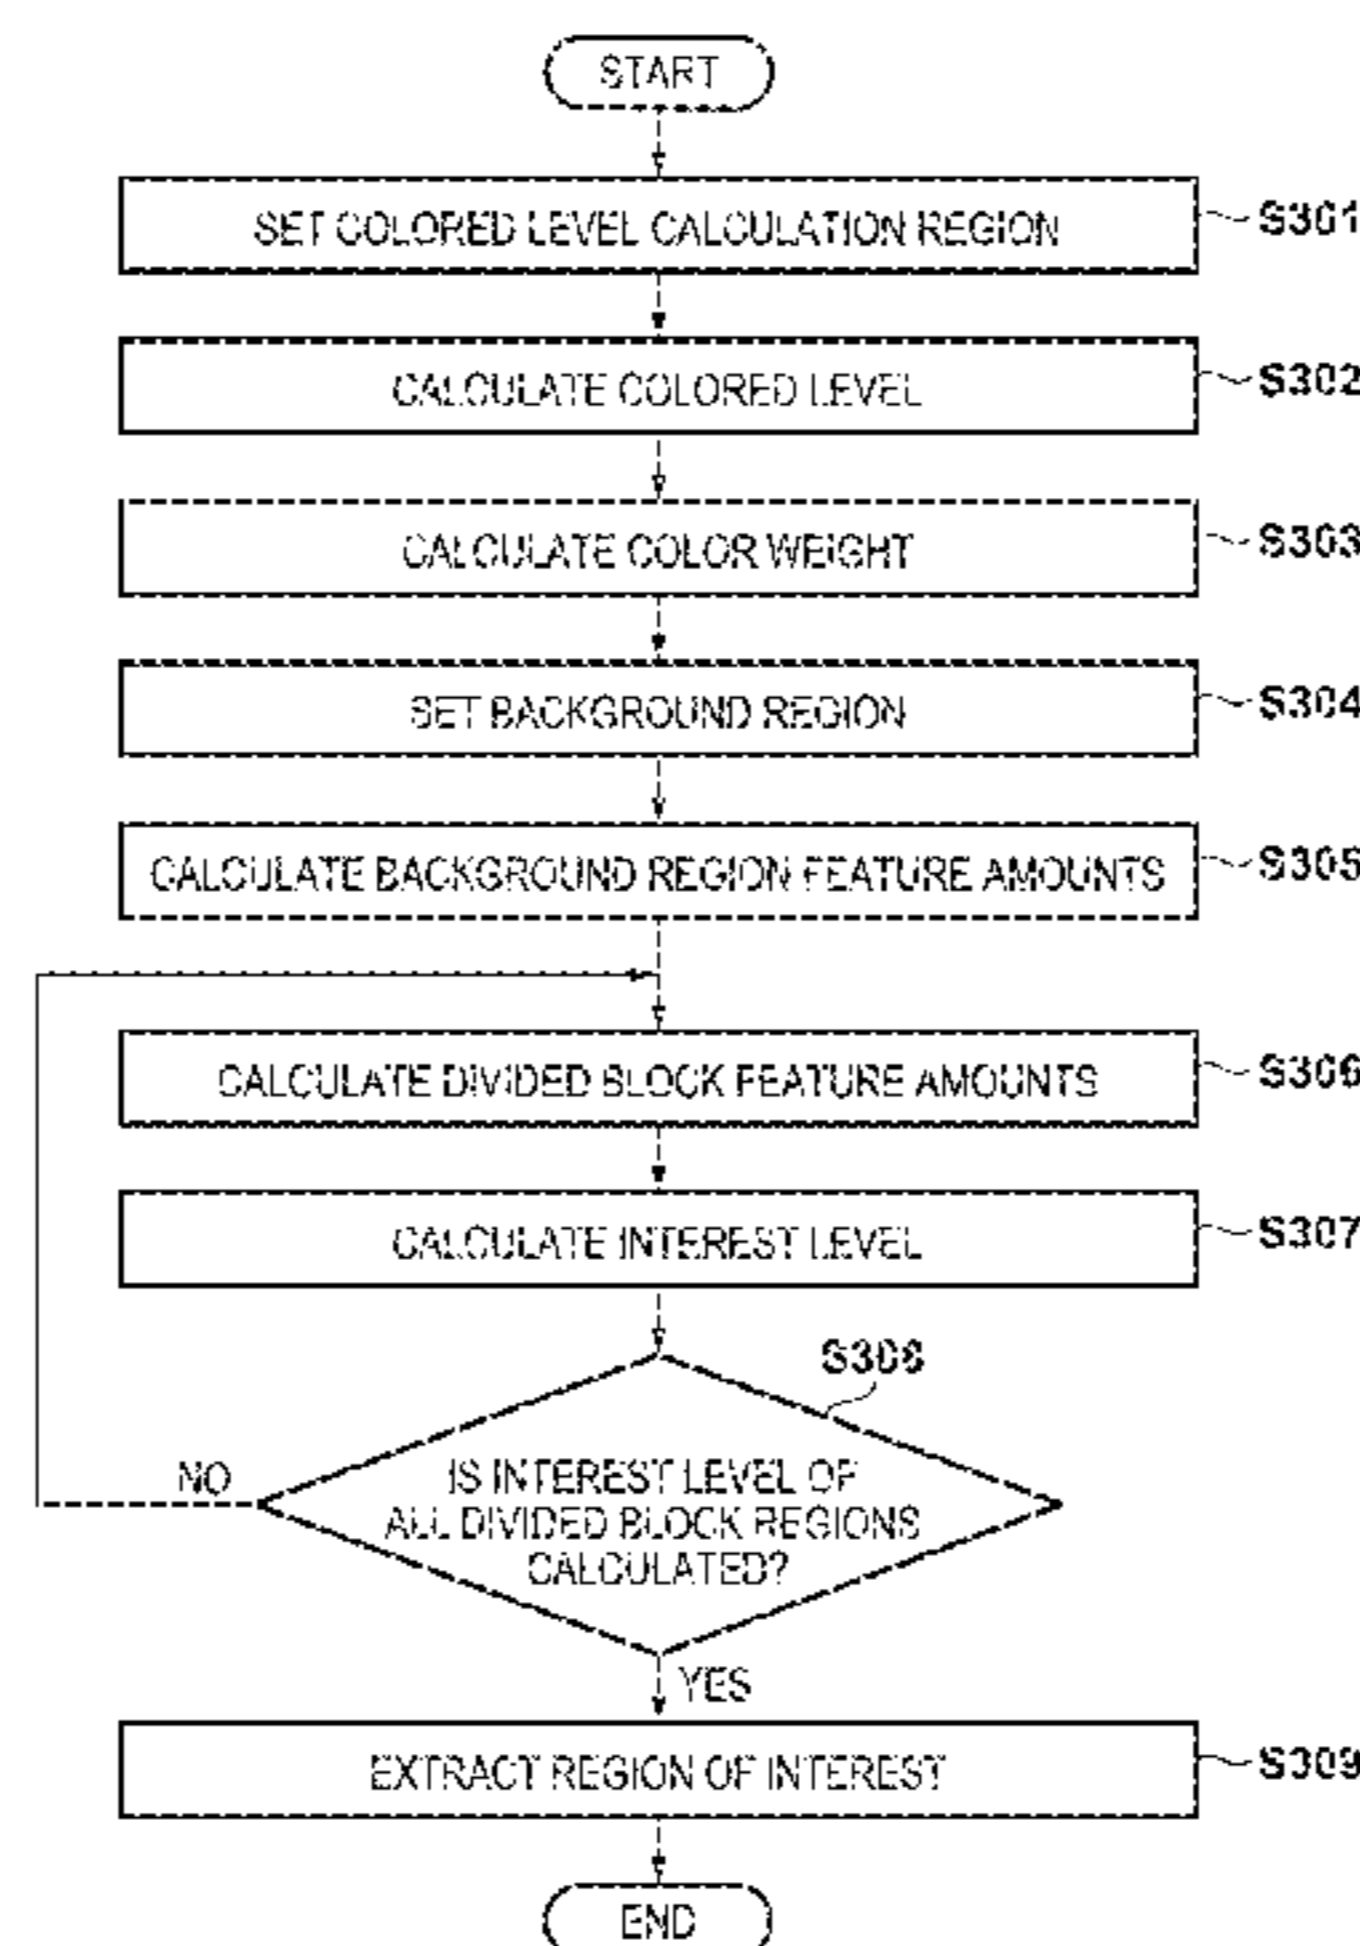 START
SET COLORED LEVEL CALCULATION REGION
S301
CALCULATE COLORED LEVEL
S302
CALCULATE COLOR WEIGHT
S303
SET BACKGROUND REGION
S304
CALCULATE BACKGROUND REGION FEATURE AMOUNTS
S305
CALCULATE DIVIDED BLOCK FEATURE AMOUNTS
S306
CALCULATE INTEREST LEVEL
S307
S308
NO
IS INTEREST LEVEL OF
ALL DIVIDED BLOCK REGIONS
CALCULATED?
YES
EXTRACT REGION OF INTEREST
S309
END